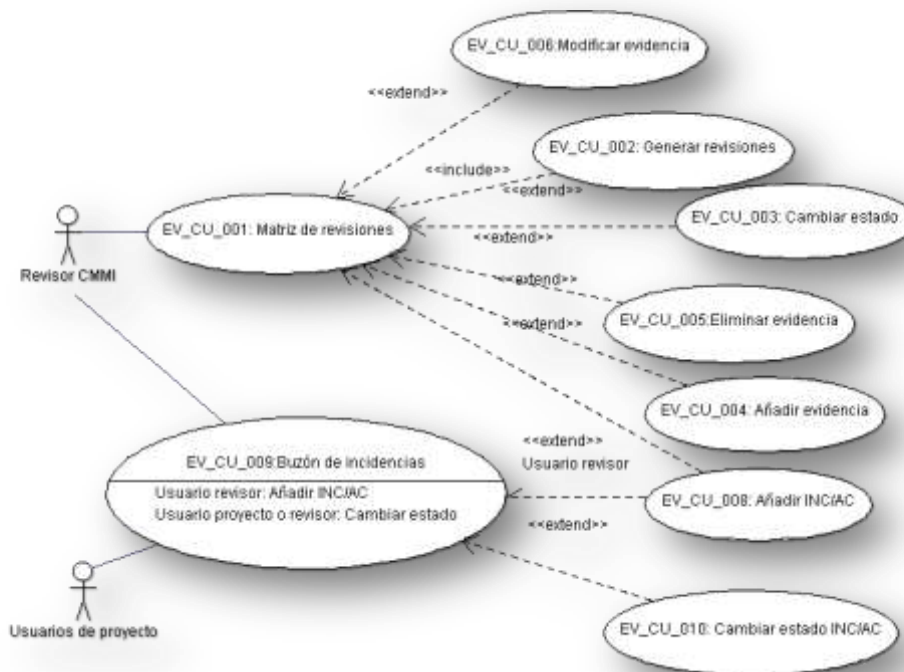 EV_CU_006:Modificar evidencia
<<extend>>
EV_CU_002: Generar revisiones
<<include>>
<<extend>>
EV_CU_003: Cambiar estado
EV_CU_001: Matriz de revisiones
<<extend>>
Revisor CMMI
<<extend>>
EV_CU_005:Eliminar evidencia
<<extend>>
EV_CU_004: Añadir evidencia
<<extend>>
Usuario revisor
EV_CU_009:Buzón de incidencias
Usuario revisor: Añadir INC/AC
Usuario proyecto o revisor: Cambiar estado
EV_CU_008: Añadir INC/AC
<<extend>>
Usuarios de proyecto
EV_CU_010: Cambiar estado INC/AC